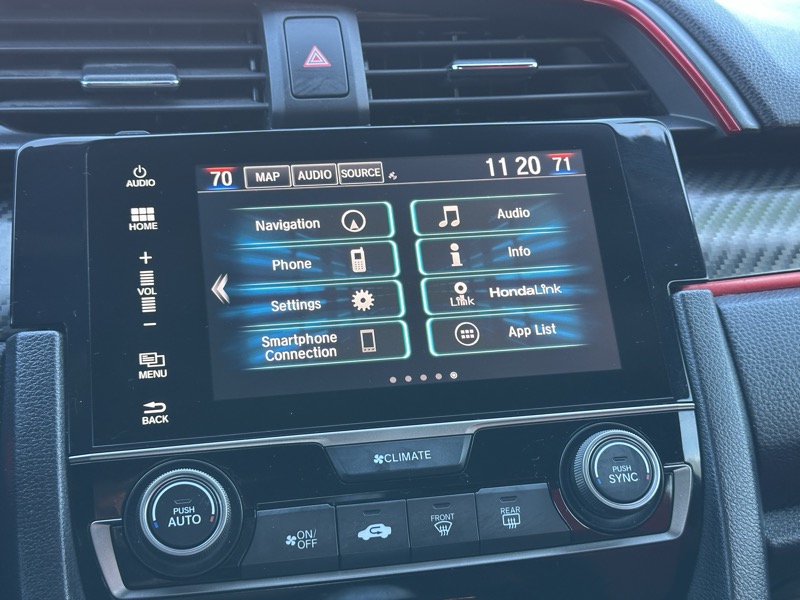 AUDIO
HOME
+
VOL
−
MENU
BACK
70 MAP AUDIO SOURCE 11 20 71
Navigation
Phone
Settings
Smartphone
Connection
Audio
Info
Link HondaLink
App List
CLIMATE
PUSH
AUTO
ON/
OFF
FRONT
REAR
PUSH
SYNC